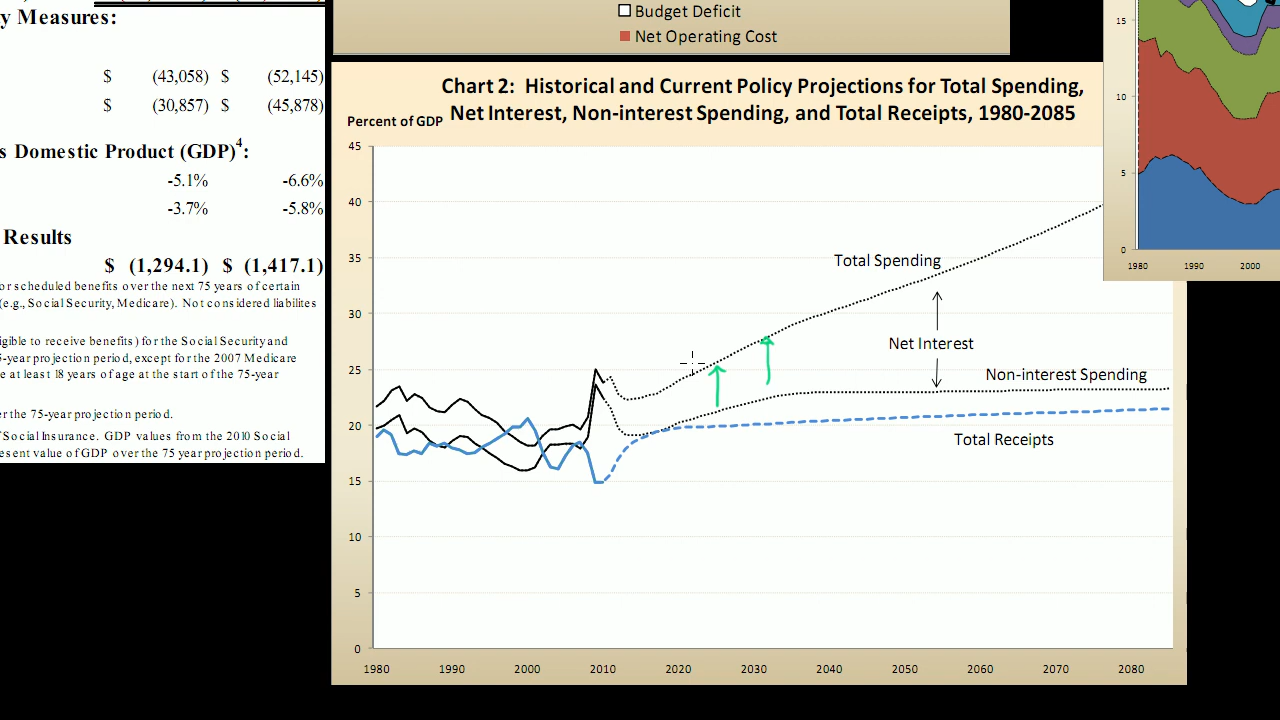 y Measures:
$ (43,058) $ (52,145)
$ (30,857) $ (45,878)
s Domestic Product (GDP)4:
-5.1% -6.6%
-3.7% -5.8%
Results
$ (1,294.1) $ (1,417.1)
or scheduled benefits over the next 75 years of certain
(e.g., Social Security, Medicare). Not considered liabilites
igible to receive benefits) for the Social Security and
5-year projection period, except for the 2007 Medicare
e at least 18 years of age at the start of the 75-year
er the 75-year projection period.
f Social Insurance. GDP values from the 2010 Social
resent value of GDP over the 75 year projection period.
Budget Deficit
Net Operating Cost
Chart 2: Historical and Current Policy Projections for Total Spending,
Net Interest, Non-interest Spending, and Total Receipts, 1980-2085
Percent of GDP
45
40
35
30
25
20
15
10
5
0
Total Spending
Net Interest
Non-interest Spending
Total Receipts
1980 1990 2000 2010 2020 2030 2040 2050 2060 2070 2080
15
10
5
0
1980 1990 2000